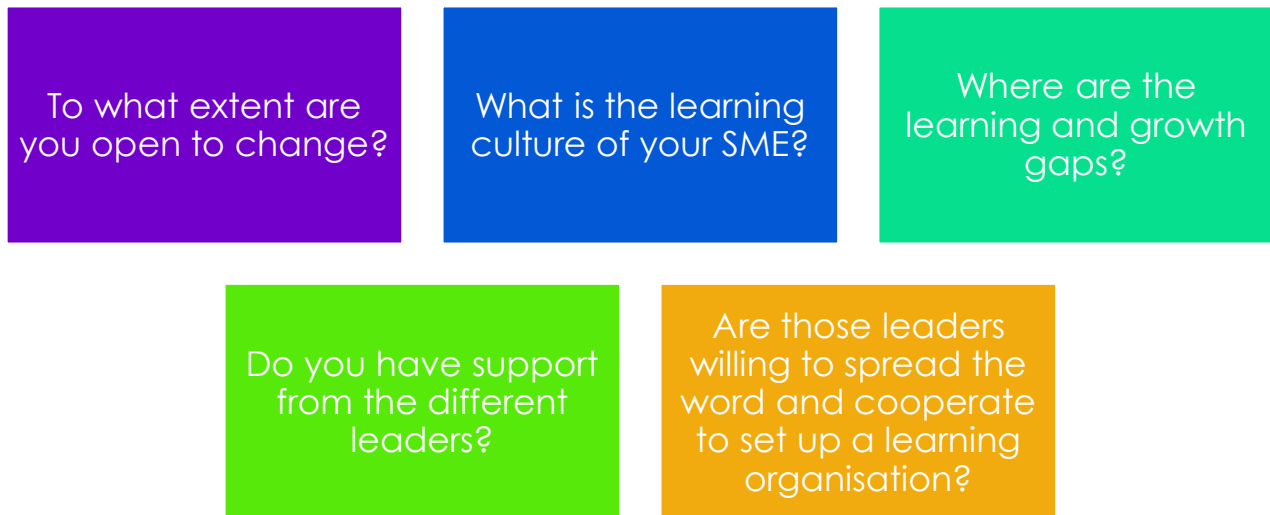 To what extent are
you open to change?
What is the learning
culture of your SME?
Where are the
learning and growth
gaps?
Do you have support
from the different
leaders?
Are those leaders
willing to spread the
word and cooperate
to set up a learning
organisation?